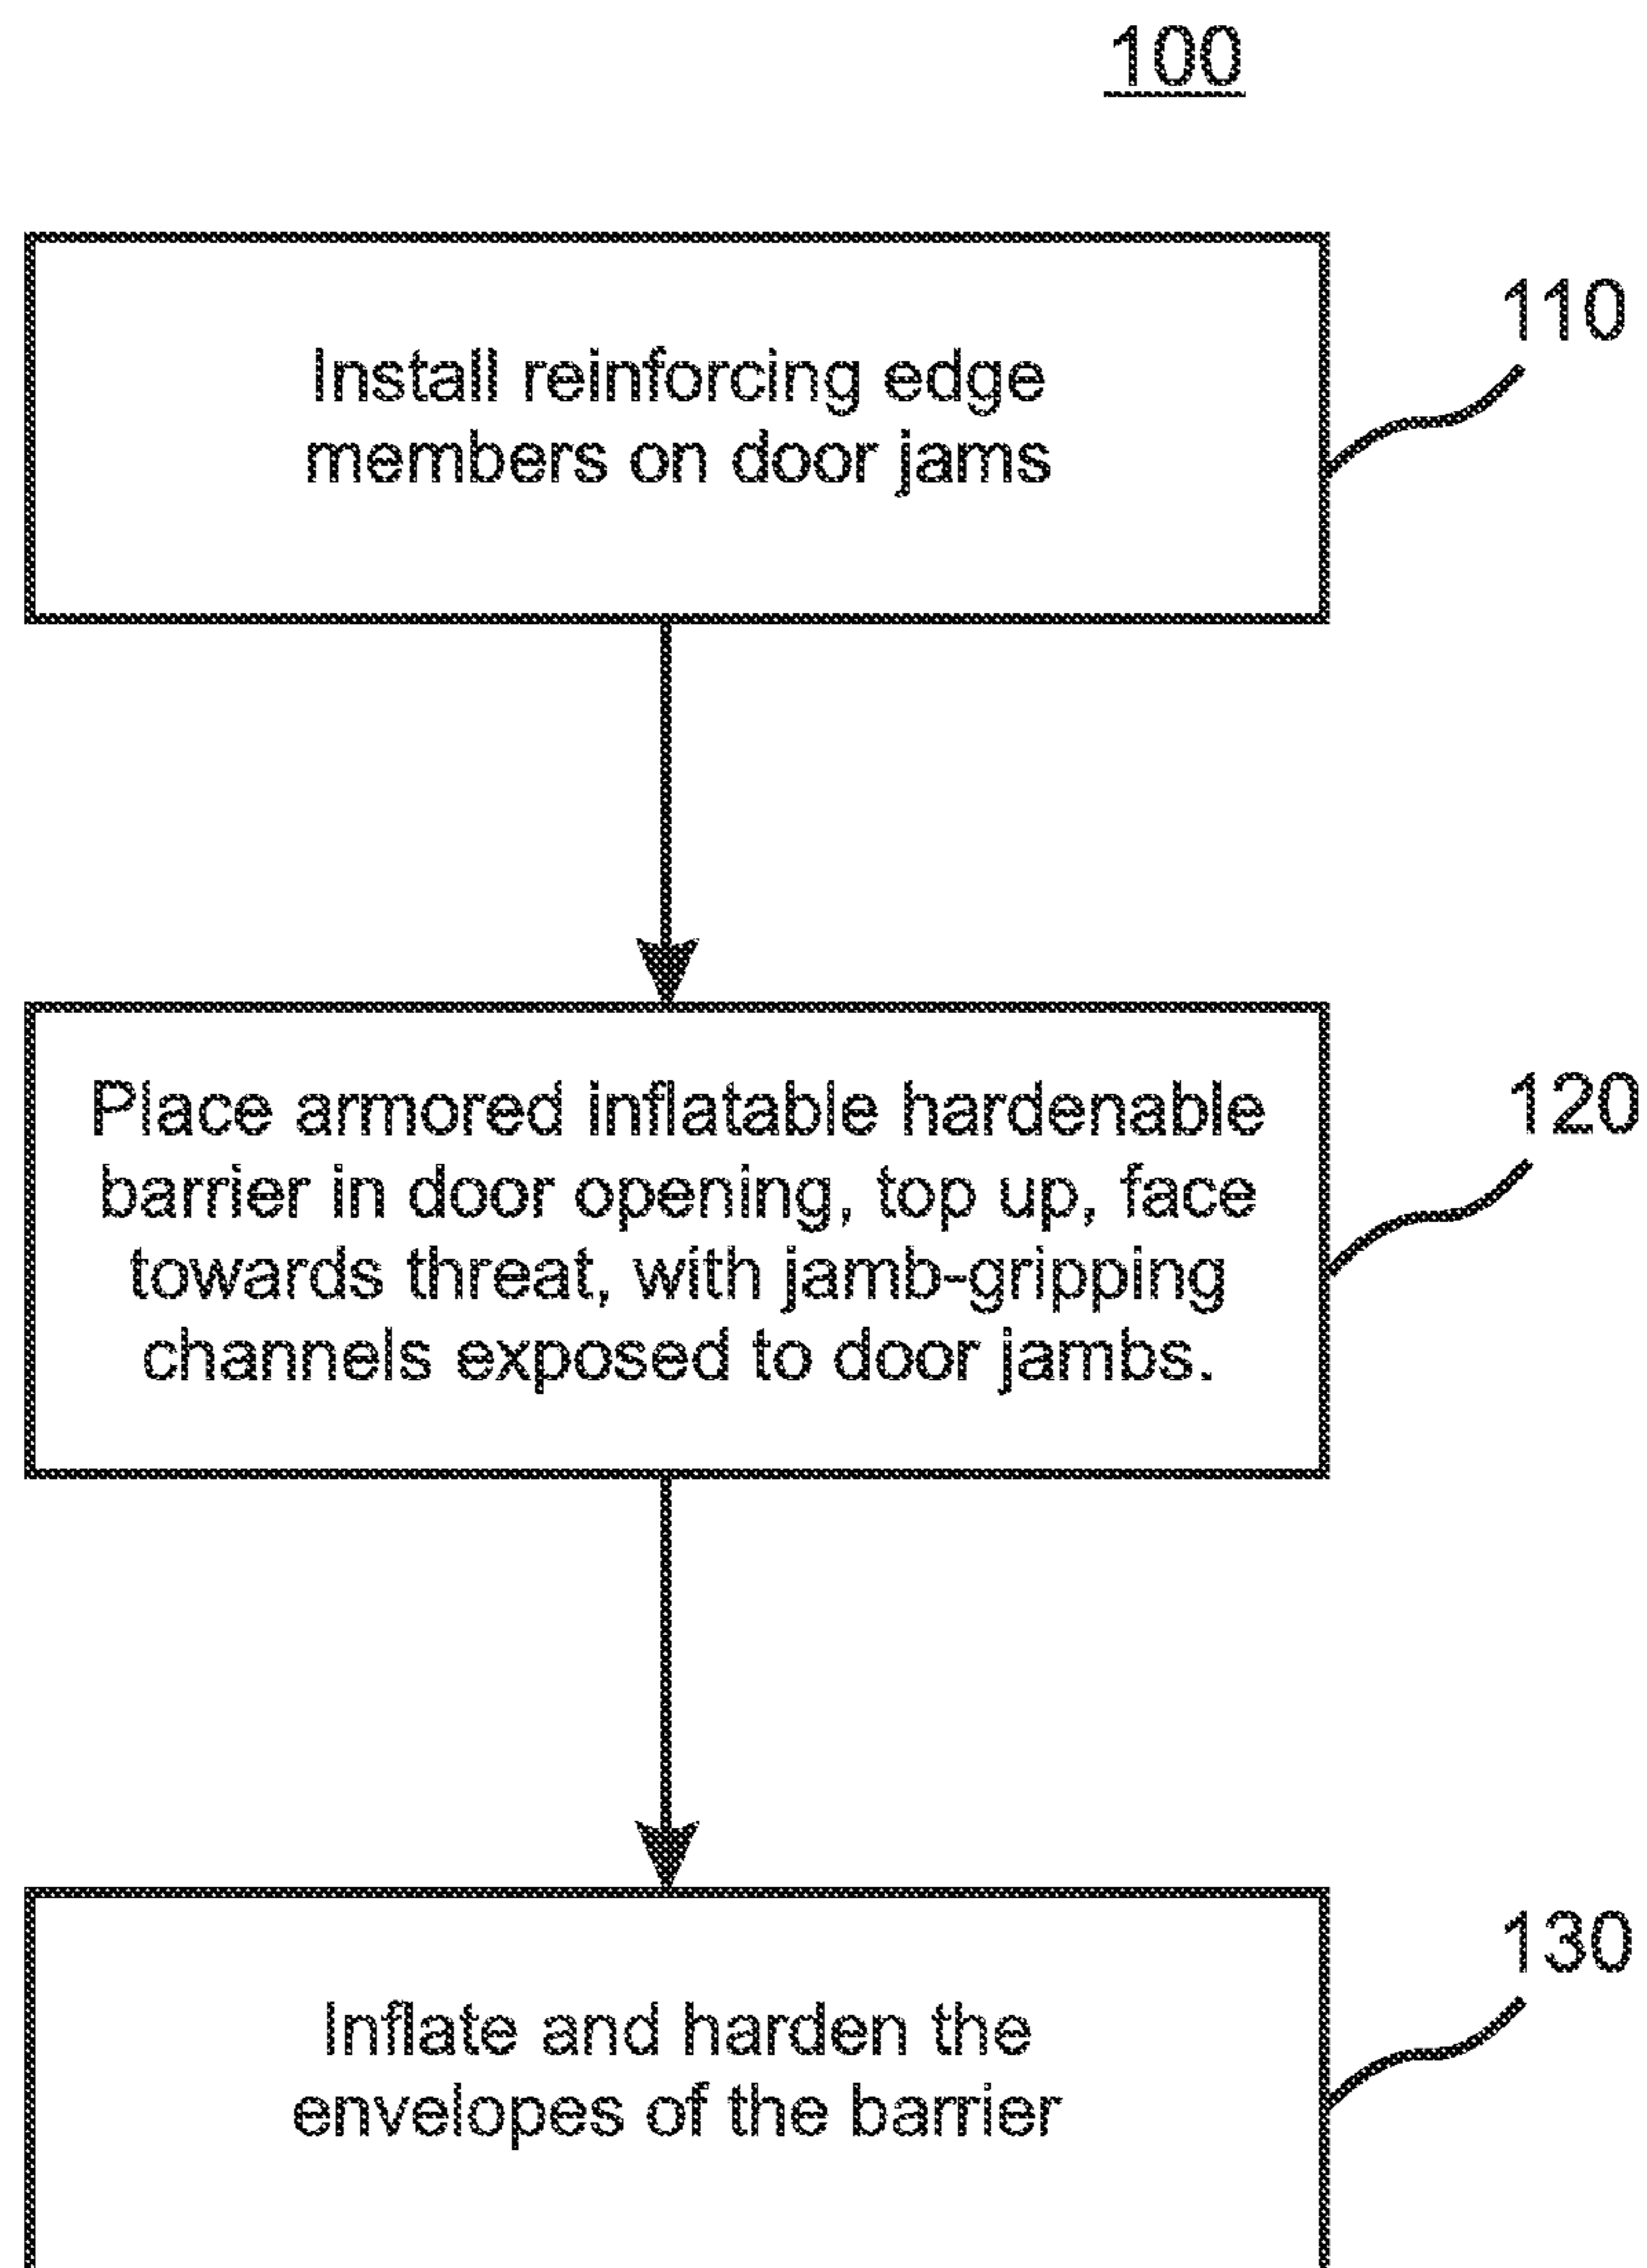 100
110
Install reinforcing edge
members on door jams
120
Place armored inflatable hardenable
barrier in door opening, top up, face
towards threat, with jamb-gripping
channels exposed to door jambs.
130
Inflate and harden the
envelopes of the barrier